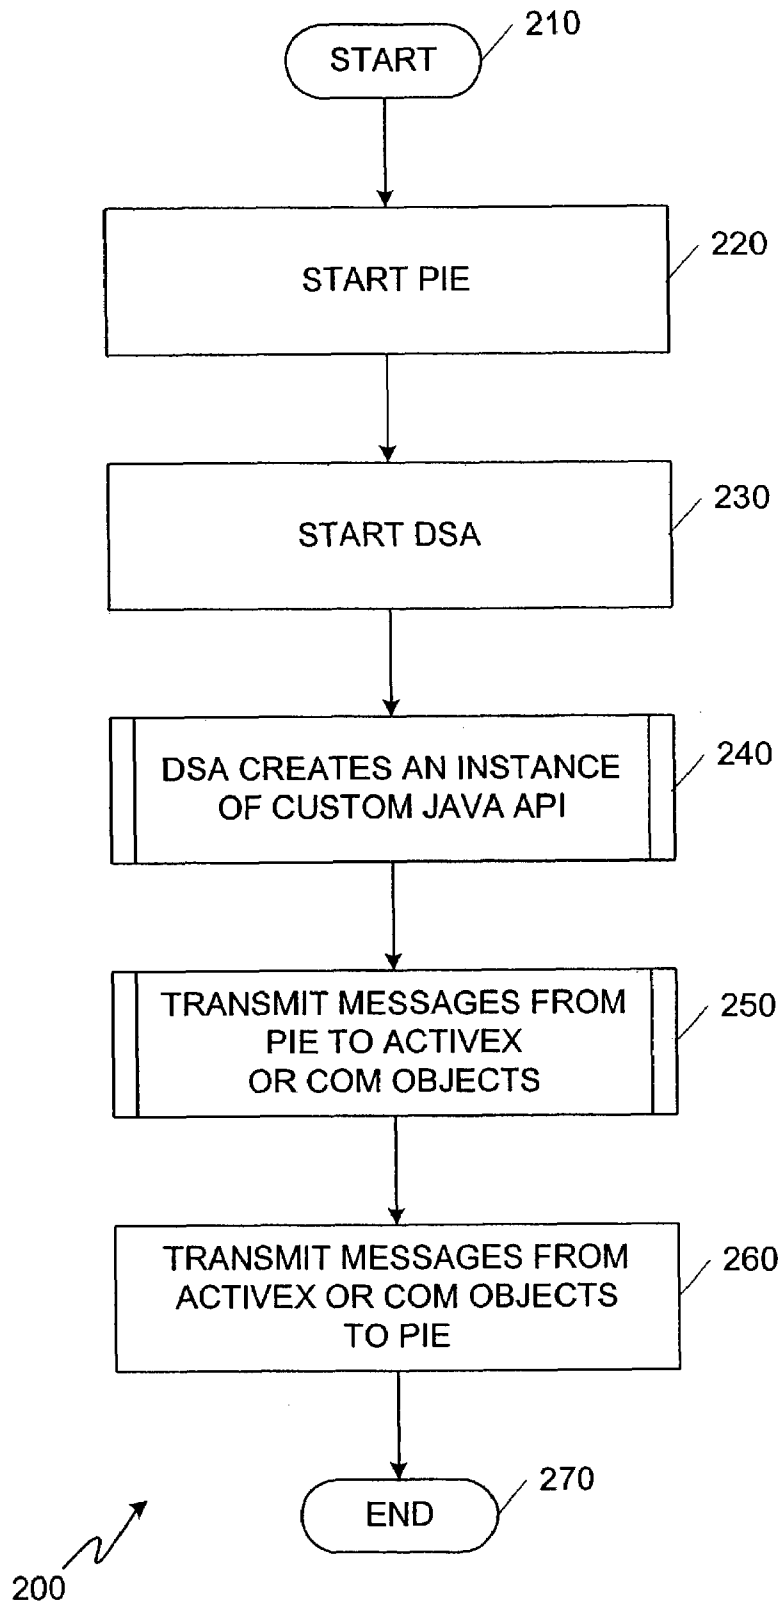 START
210
START PIE
220
START DSA
230
DSA CREATES AN INSTANCE
OF CUSTOM JAVA API
240
TRANSMIT MESSAGES FROM
PIE TO ACTIVEX
OR COM OBJECTS
250
TRANSMIT MESSAGES FROM
ACTIVEX OR COM OBJECTS
TO PIE
260
END
270
200